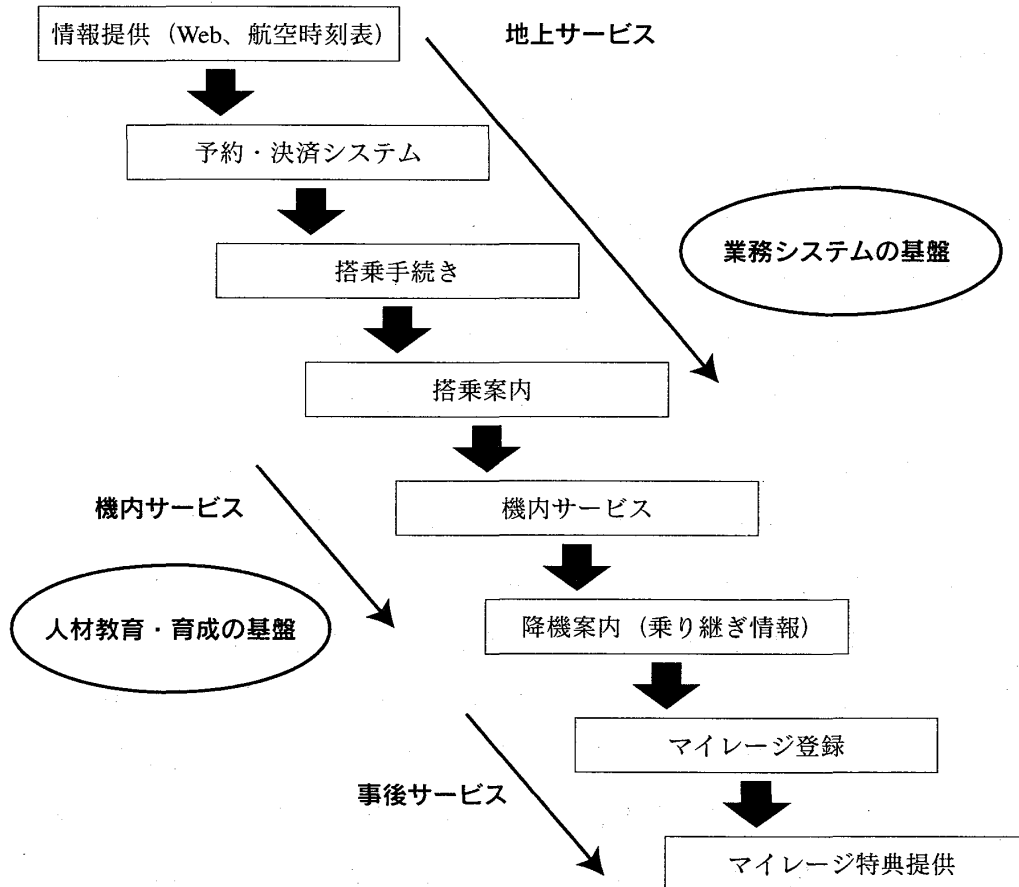 情報提供（Web、航空時刻表）
地上サービス
予約・決済システム
業務システムの基盤
搭乗手続き
搭乗案内
機内サービス
機内サービス
人材教育・育成の基盤
降機案内（乗り継ぎ情報）
マイレージ登録
事後サービス
マイレージ特典提供